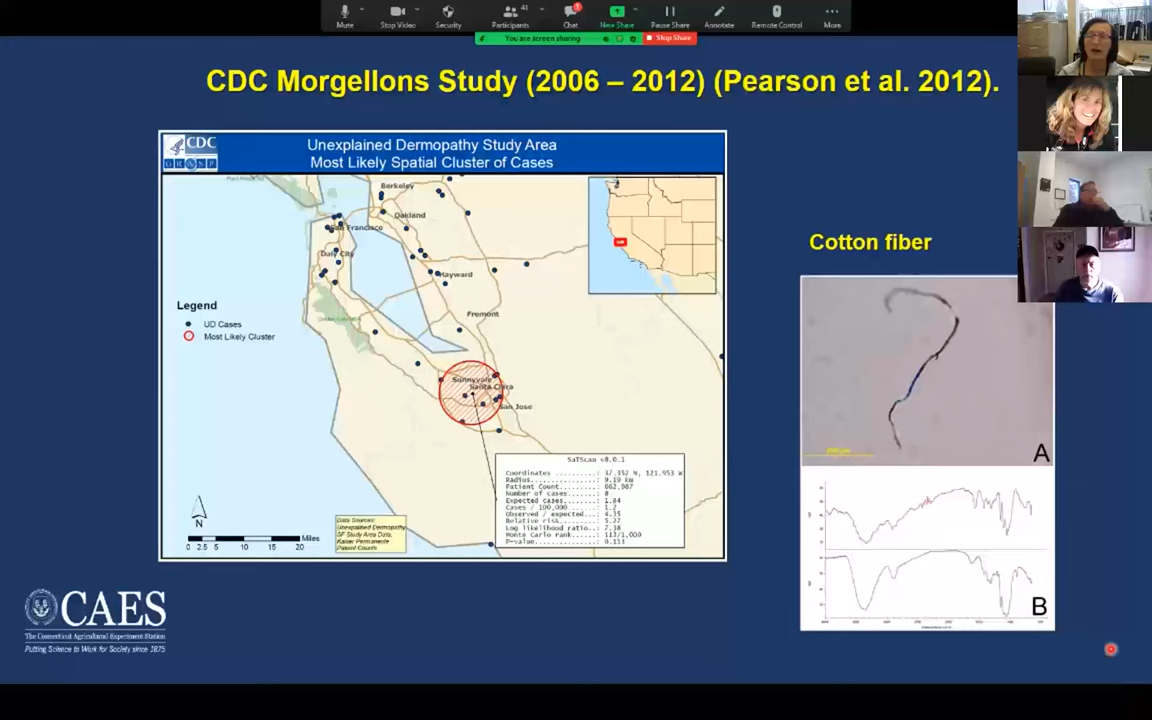 Mute
Stop Video
Security
41
Participants
1
Chat
New Share
Pause Share
Annotate
Remote Control
More
You are screen sharing
Stop Share
CDC Morgellons Study (2006 – 2012) (Pearson et al. 2012).
CDC
GRASP
Unexplained Dermopathy Study Area
Most Likely Spatial Cluster of Cases
Berkeley
Oakland
San Francisco
Daly City
Hayward
Fremont
Sunnyvale
Santa Clara
San Jose
Legend
UD Cases
Most Likely Cluster
N
Miles
0 2.5 5 10 15 20
Data Sources:
Unexplained Dermopathy
SF Study Area Data,
Kaiser Permanente
Patient Counts
SaTScan v8.0.1
Coordinates ..........: 37.352 N, 121.953 W
Radius...............: 9.19 km
Patient Count........: 662,987
Number of cases......: 8
Expected cases.......: 1.84
Cases / 100,000......: 1.2
Observed / expected..: 4.35
Relative risk........: 5.27
Log likelihood ratio.: 7.38
Monte Carlo rank.....: 113/1,000
P-value..............: 0.113
Cotton fiber
A
B
CAES
The Connecticut Agricultural Experiment Station
Putting Science to Work for Society since 1875